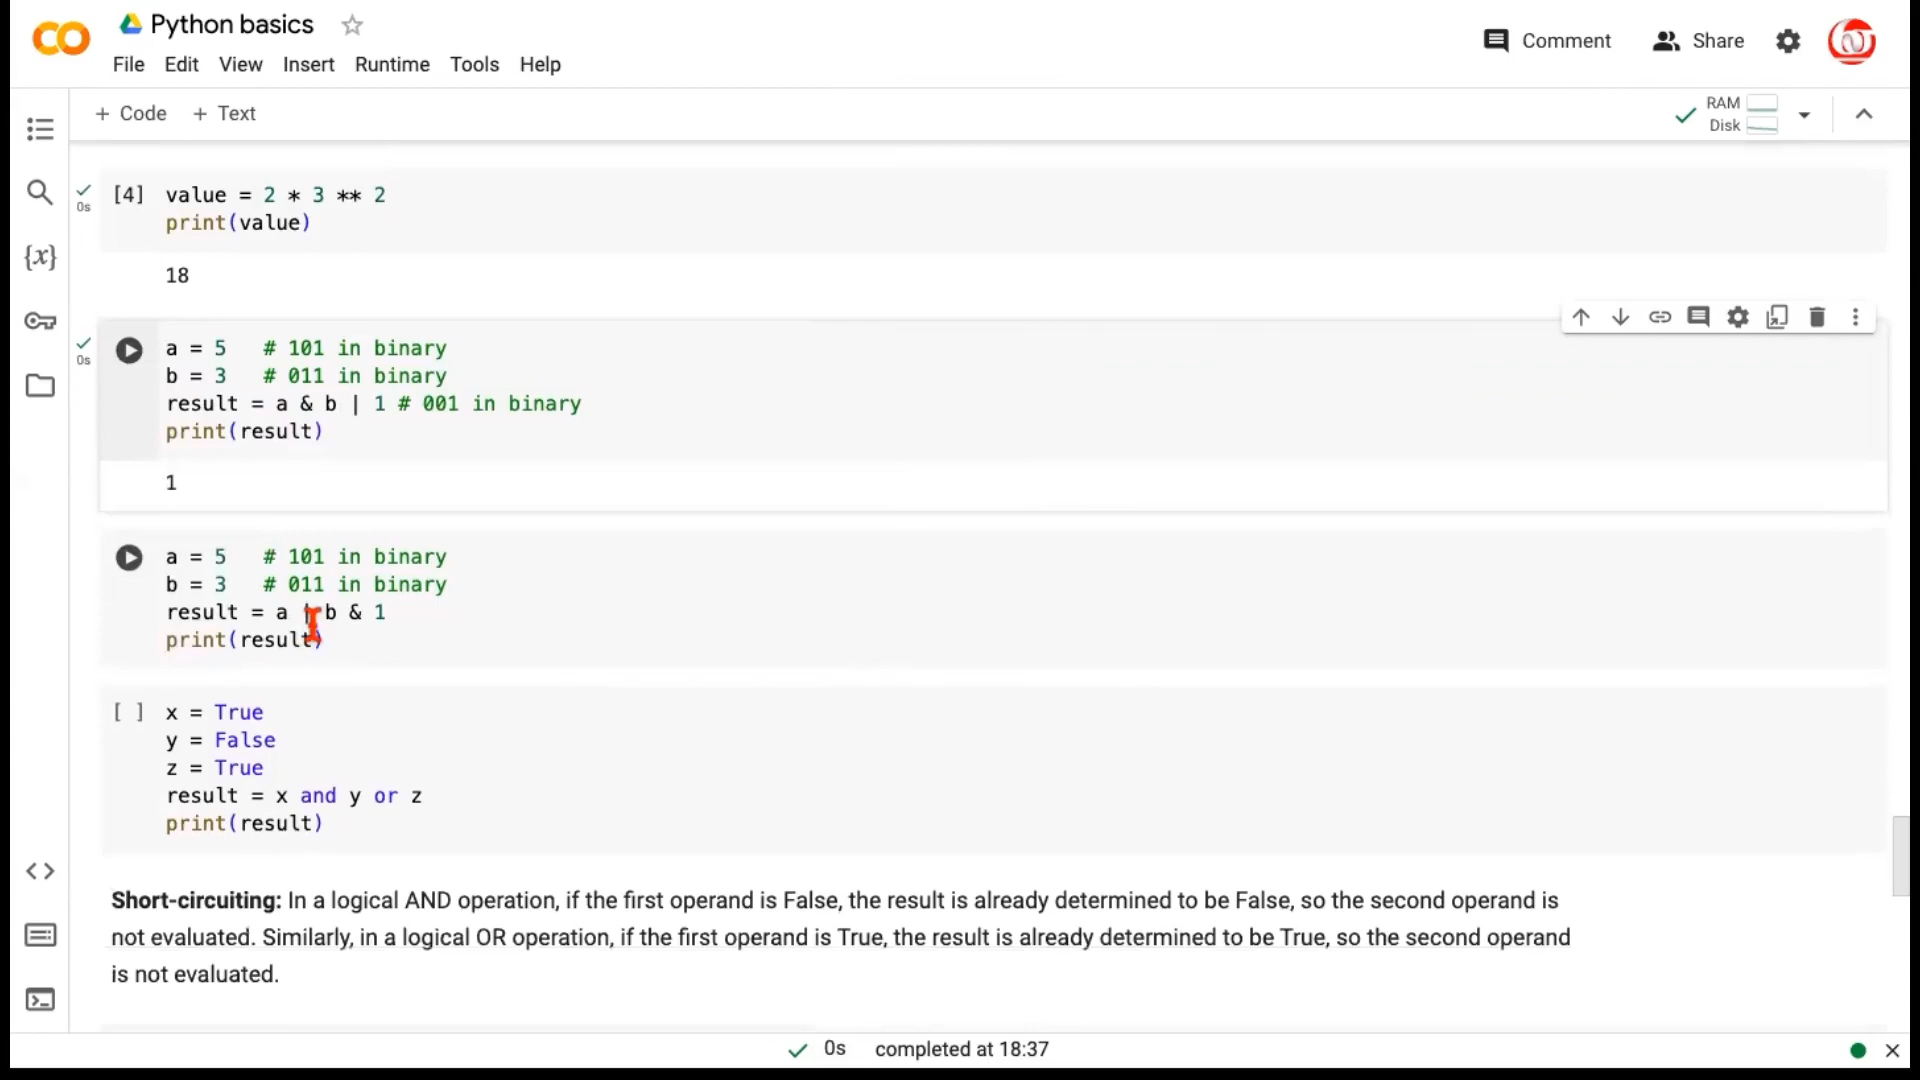 Python basics
File Edit View Insert Runtime Tools Help
Comment Share
+ Code + Text
RAM
Disk
[4] value = 2 * 3 ** 2
print(value)
0s
18
a = 5 # 101 in binary
0s
b = 3 # 011 in binary
result = a & b | 1 # 001 in binary
print(result)
1
a = 5 # 101 in binary
b = 3 # 011 in binary
result = a | b & 1
print(result)
[ ] x = True
y = False
z = True
result = x and y or z
print(result)
Short-circuiting: In a logical AND operation, if the first operand is False, the result is already determined to be False, so the second operand is
not evaluated. Similarly, in a logical OR operation, if the first operand is True, the result is already determined to be True, so the second operand
is not evaluated.
0s completed at 18:37